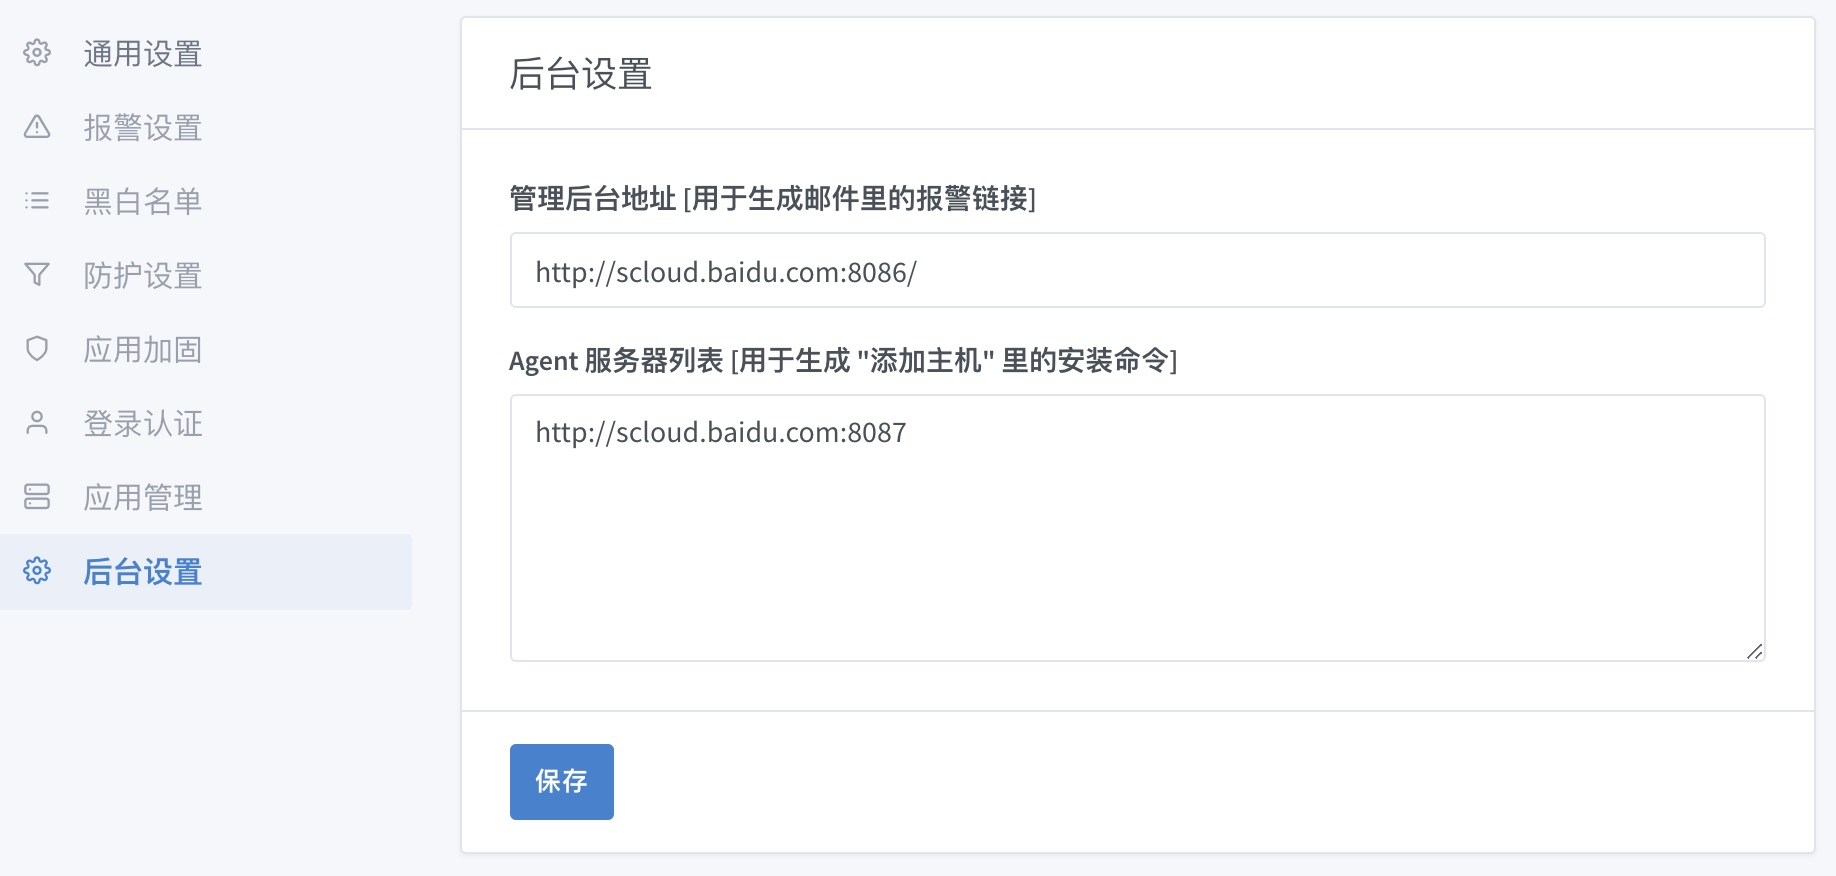 通用设置
报警设置
黑白名单
防护设置
应用加固
登录认证
应用管理
后台设置
后台设置
管理后台地址 [用于生成邮件里的报警链接]
http://scloud.baidu.com:8086/
Agent 服务器列表 [用于生成 "添加主机" 里的安装命令]
http://scloud.baidu.com:8087
保存